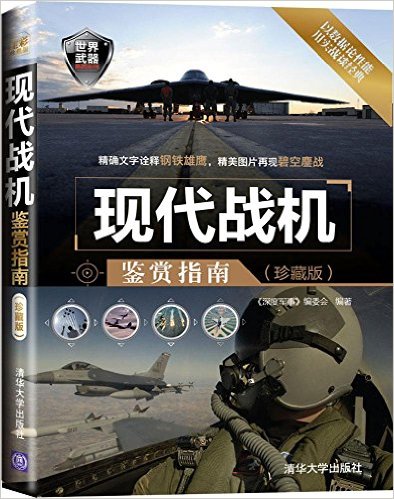 现代战机
鉴赏指南
珍藏版
清华大学出版社
世界
武器
以数据论性能
用实战谈经典
精确文字诠释钢铁雄鹰，精美图片再现碧空鏖战
现代战机
鉴赏指南（珍藏版）
《深度军事》编委会 编著
清华大学出版社